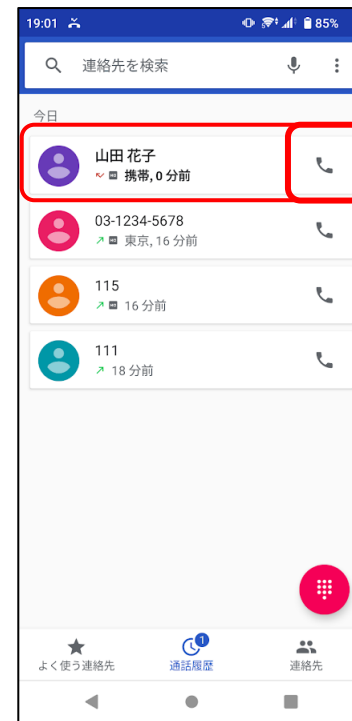 19:01 85%
連絡先を検索
今日
山田 花子
携帯, 0 分前
03-1234-5678
東京, 16 分前
115
16 分前
111
18 分前
1
よく使う連絡先 通話履歴 連絡先